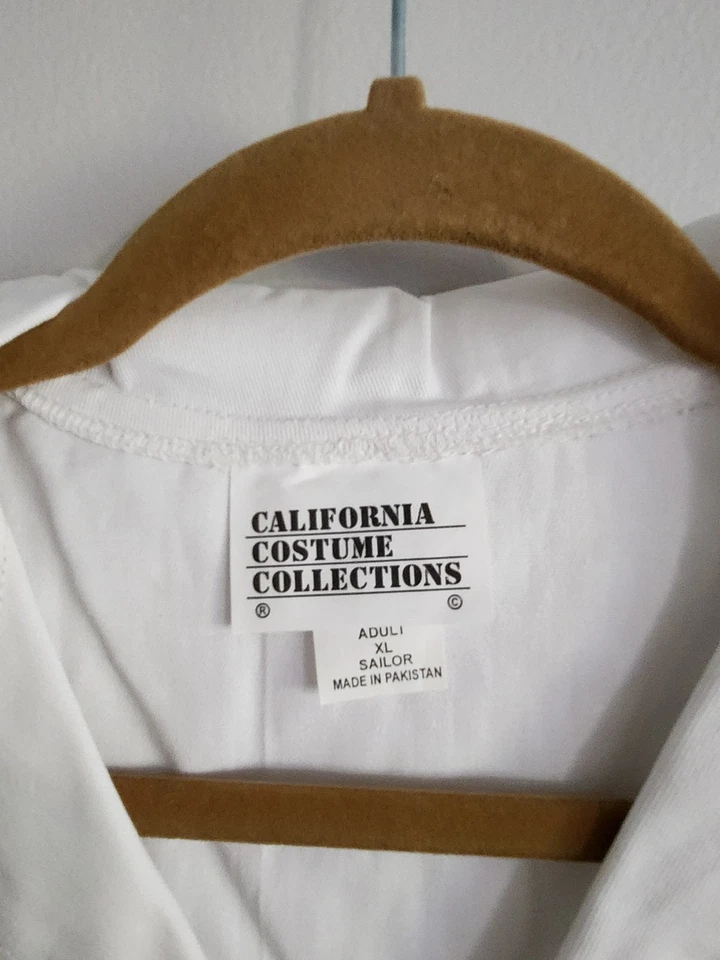 CALIFORNIA
COSTUME
COLLECTIONS
® ©
ADULT
XL
SAILOR
MADE IN PAKISTAN